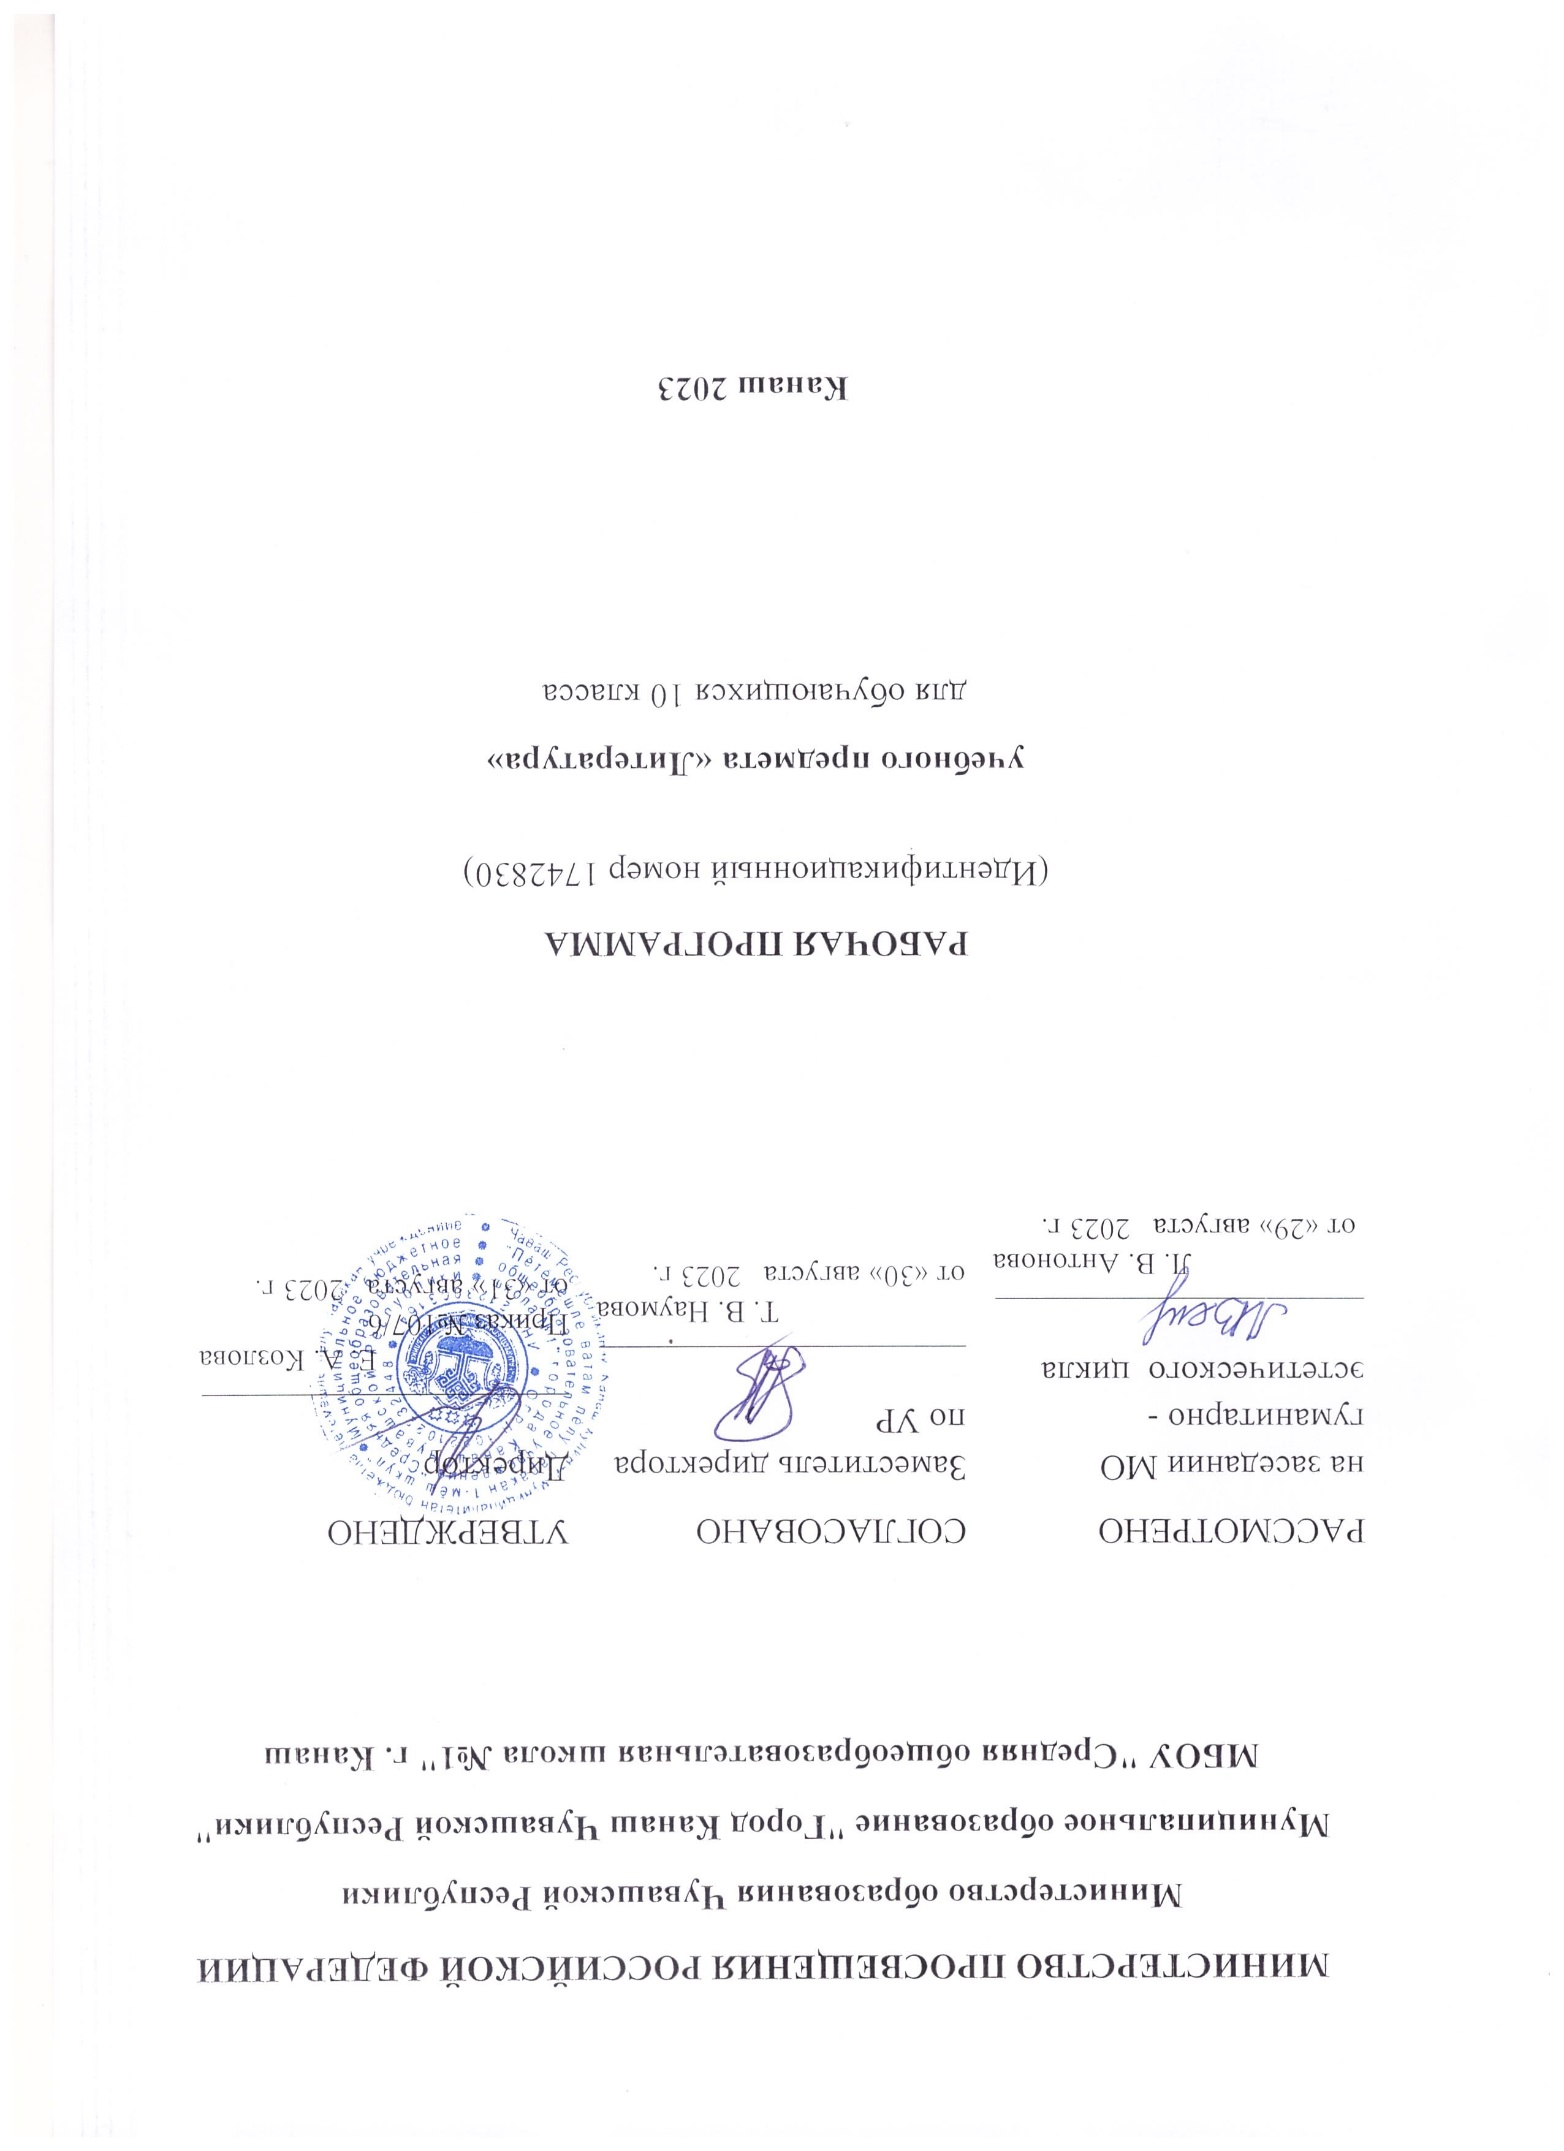 МИНИСТЕРСТВО ПРОСВЕЩЕНИЯ РОССИЙСКОЙ ФЕДЕРАЦИИ
Министерство образования Чувашской Республики
Муниципальное образование "Город Канаш Чувашской Республики"
МБОУ "Средняя общеобразовательная школа №1" г. Канаш
РАССМОТРЕНО
на заседании МО
гуманитарно -
эстетического цикла
Л. В. Антонова
от «29» августа 2023 г.
СОГЛАСОВАНО
Заместитель директора
по УР
Т. В. Наумова
от «30» августа 2023 г.
УТВЕРЖДЕНО
Директор
Е. А. Козлова
Приказ №107/6
от «31» августа 2023 г.
РАБОЧАЯ ПРОГРАММА
(Идентификационный номер 1742830)
учебного предмета «Литература»
для обучающихся 10 класса
Канаш 2023